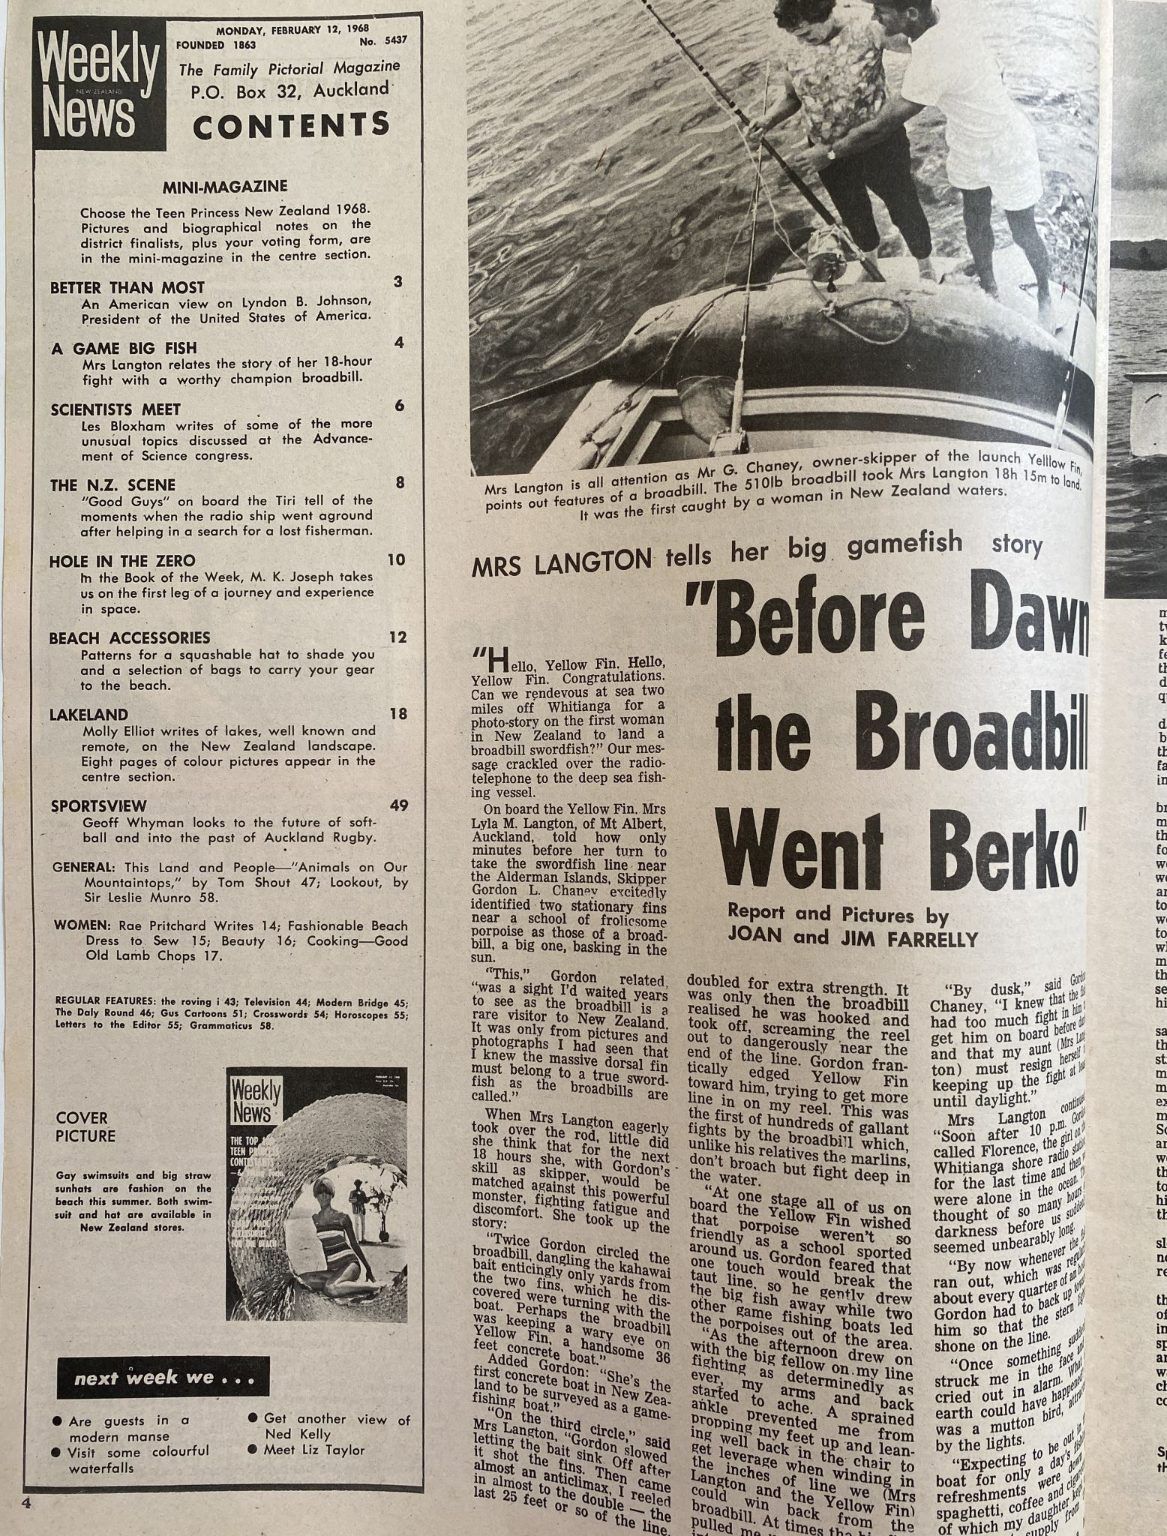 Weekly
NEW ZEALAND
News
MONDAY, FEBRUARY 12, 1968
FOUNDED 1863 No. 5437
The Family Pictorial Magazine
P.O. Box 32, Auckland
CONTENTS
MINI-MAGAZINE
Choose the Teen Princess New Zealand 1968.
Pictures and biographical notes on the
district finalists, plus your voting form, are
in the mini-magazine in the centre section.
BETTER THAN MOST 3
An American view on Lyndon B. Johnson,
President of the United States of America.
A GAME BIG FISH 4
Mrs Langton relates the story of her 18-hour
fight with a worthy champion broadbill.
SCIENTISTS MEET 6
Les Bloxham writes of some of the more
unusual topics discussed at the Advance-
ment of Science congress.
THE N.Z. SCENE 8
"Good Guys" on board the Tiri tell of the
moments when the radio ship went aground
after helping in a search for a lost fisherman.
HOLE IN THE ZERO 10
In the Book of the Week, M. K. Joseph takes
us on the first leg of a journey and experience
in space.
BEACH ACCESSORIES 12
Patterns for a squashable hat to shade you
and a selection of bags to carry your gear
to the beach.
LAKELAND 18
Molly Elliot writes of lakes, well known and
remote, on the New Zealand landscape.
Eight pages of colour pictures appear in the
centre section.
SPORTSVIEW 49
Geoff Whyman looks to the future of soft-
ball and into the past of Auckland Rugby.
GENERAL: This Land and People—"Animals on Our
Mountaintops," by Tom Shout 47; Lookout, by
Sir Leslie Munro 58.
WOMEN: Rae Pritchard Writes 14; Fashionable Beach
Dress to Sew 15; Beauty 16; Cooking—Good
Old Lamb Chops 17.
REGULAR FEATURES: the roving i 43; Television 44; Modern Bridge 45;
The Daly Round 46; Gus Cartoons 51; Crosswords 54; Horoscopes 55;
Letters to the Editor 55; Grammaticus 58.
COVER
PICTURE
Gay swimsuits and big straw
sunhats are fashion on the
beach this summer. Both swim-
suit and hat are available in
New Zealand stores.
Weekly
News
THE TOP
TEEN
next week we . . .
● Are guests in a
modern manse
● Visit some colourful
waterfalls
● Get another view of
Ned Kelly
● Meet Liz Taylor
4
Mrs Langton is all attention as Mr G. Chaney, owner-skipper of the launch Yelllow Fin,
points out features of a broadbill. The 510lb broadbill took Mrs Langton 18h 15m to land.
It was the first caught by a woman in New Zealand waters.
MRS LANGTON tells her big gamefish story
"Before Dawn
the Broadbill
Went Berko"
Report and Pictures by
JOAN and JIM FARRELLY
"Hello, Yellow Fin. Hello,
Yellow Fin. Congratulations.
Can we rendevous at sea two
miles off Whitianga for a
photo-story on the first woman
in New Zealand to land a
broadbill swordfish?" Our mes-
sage crackled over the radio-
telephone to the deep sea fish-
ing vessel.
On board the Yellow Fin, Mrs
Lyla M. Langton, of Mt Albert,
Auckland, told how only
minutes before her turn to
take the swordfish line near
the Alderman Islands, Skipper
Gordon L. Chaney excitedly
identified two stationary fins
near a school of frolicsome
porpoise as those of a broad-
bill, a big one, basking in the
sun.
"This," Gordon related,
"was a sight I'd waited years
to see as the broadbill is a
rare visitor to New Zealand.
It was only from pictures and
photographs I had seen that
I knew the massive dorsal fin
must belong to a true sword-
fish as the broadbills are
called."
When Mrs Langton eagerly
took over the rod, little did
she think that for the next
18 hours she, with Gordon's
skill as skipper, would be
matched against this powerful
monster, fighting fatigue and
discomfort. She took up the
story:
"Twice Gordon circled the
broadbill, dangling the kahawai
bait enticingly only yards from
the two fins, which he dis-
covered were turning with the
boat. Perhaps the broadbill
was keeping a wary eye on
Yellow Fin, a handsome 36
feet concrete boat."
Added Gordon: "She's the
first concrete boat in New Zea-
land to be surveyed as a game-
fishing boat."
"On the third circle," said
Mrs Langton, "Gordon slowed
letting the bait sink. Off after
it shot the fins. Then came
almost an anticlimax, I reeled
in almost to the double — the
last 25 feet or so of the line,
doubled for extra strength. It
was only then the broadbill
realised he was hooked and
took off, screaming the reel
out to dangerously near the
end of the line. Gordon fran-
tically edged Yellow Fin
toward him, trying to get more
line in on my reel. This was
the first of hundreds of gallant
fights by the broadbill which,
unlike his relatives the marlins,
don't broach but fight deep in
the water.
"At one stage all of us on
board the Yellow Fin wished
that porpoise weren't so
friendly as a school sported
around us. Gordon feared that
one touch would break the
taut line, so he gently drew
the big fish away while two
other game fishing boats led
the porpoises out of the area.
"As the afternoon drew on
with the big fellow on my line
fighting as determinedly as
ever, my arms and back
started to ache. A sprained
ankle prevented me from
propping my feet up and lean-
ing well back in the chair to
get leverage when winding in
the inches of line we (Mrs
Langton and the Yellow Fin)
could win back from the
broadbill. At times the
pulled me
"By dusk," said
Chaney, "I knew that the
had too much fight in him
get him on board before
and that my aunt (Mrs
ton) must resign herself
keeping up the fight at
until daylight."
Mrs Langton
"Soon after 10 p.m.
called Florence, the girl on
Whitianga shore radio
for the last time and then
were alone in the ocean.
thought of so many hours
darkness before us
seemed unbearably long.
"By now whenever the
ran out, which was
about every quarter of an
Gordon had to back up
him so that the stern
shone on the line.
"Once something
struck me in the face
cried out in alarm. What
earth could have happened
was a mutton bird,
by the lights.
"Expecting to be out in
boat for only a day's
refreshments were
spaghetti, coffee and
of which my daughter
supply from